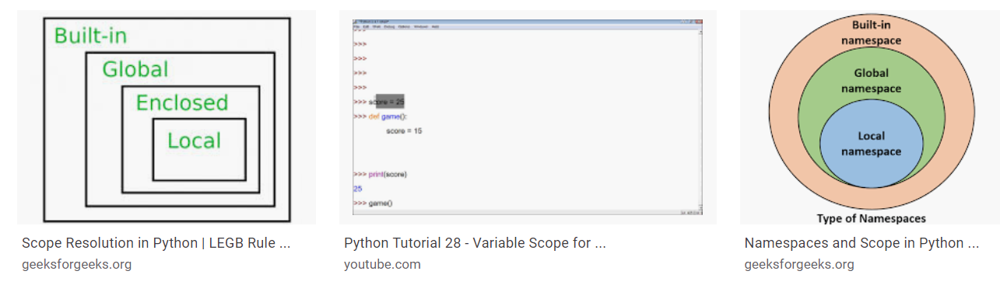 Built-in
Global
Enclosed
Local
Scope Resolution in Python | LEGB Rule ...
geeksforgeeks.org
>>>
>>>
>>>
>>>
>>> score = 25
>>> def game():
score = 15
>>> print(score)
25
>>> game()
Python Tutorial 28 - Variable Scope for ...
youtube.com
Built-in
namespace
Global
namespace
Local
namespace
Type of Namespaces
Namespaces and Scope in Python ...
geeksforgeeks.org